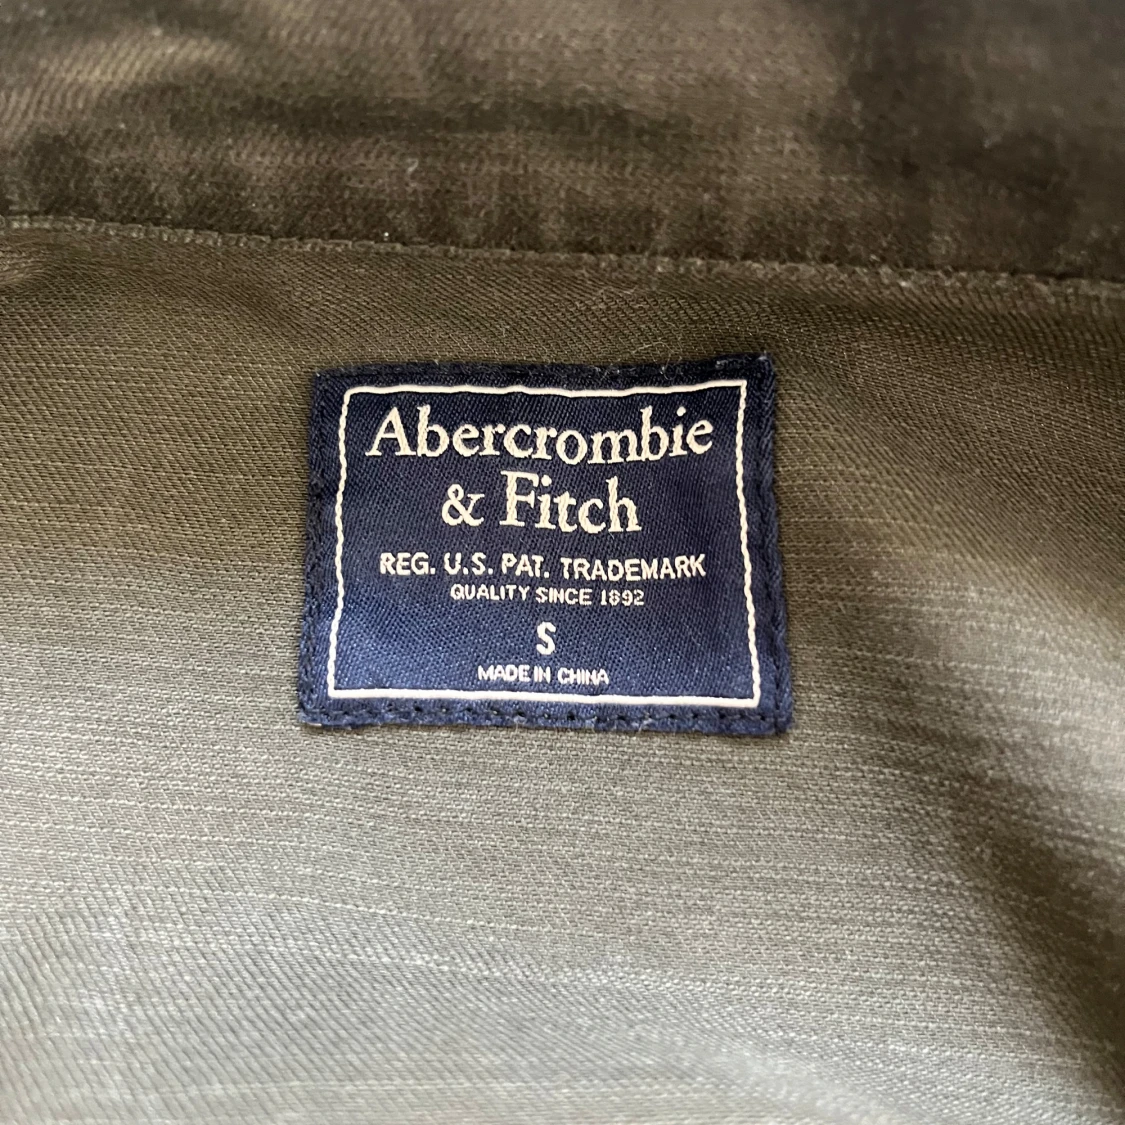 Abercrombie
& Fitch
REG. U.S. PAT. TRADEMARK
QUALITY SINCE 1892
S
MADE IN CHINA